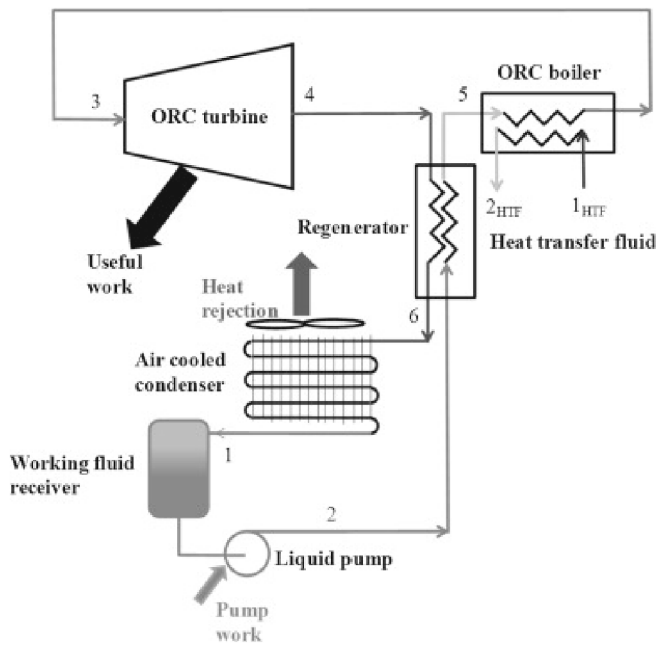 ORC boiler
3
4
5
ORC turbine
2HTF
1HTF
Regenerator
Heat transfer fluid
Useful
work
Heat
rejection
6
Air cooled
condenser
1
Working fluid
receiver
2
Liquid pump
Pump
work